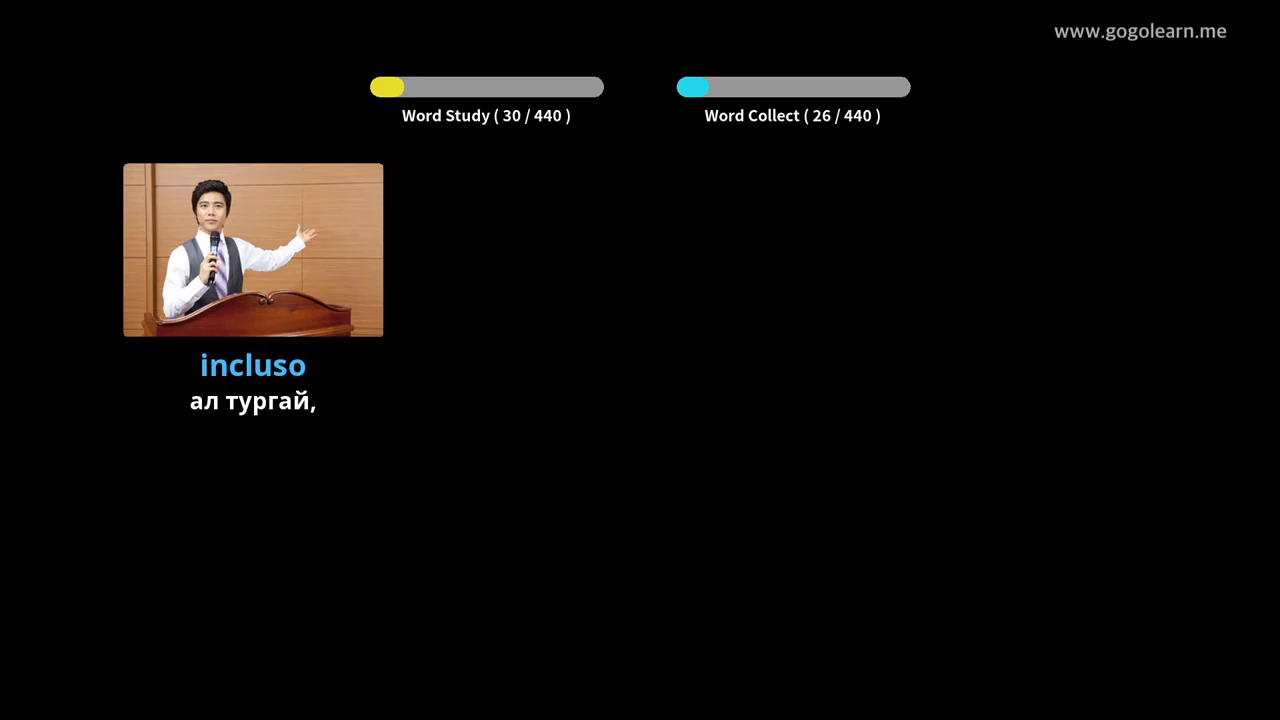 www.gogolearn.me
Word Study ( 30 / 440 )
Word Collect ( 26 / 440 )
incluso
ал тургай,